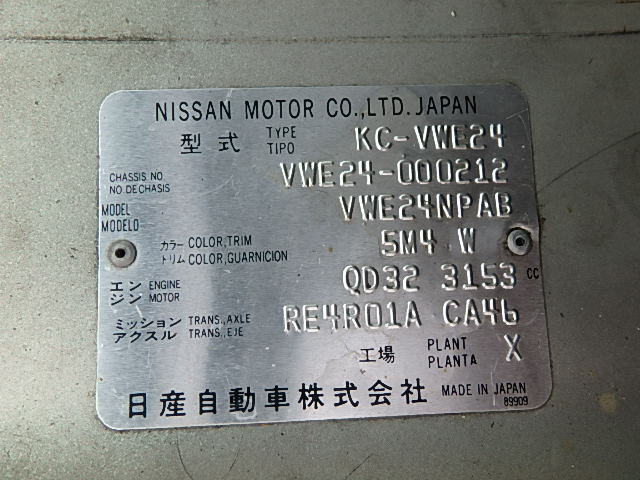 NISSAN MOTOR CO.,LTD. JAPAN
型式 TYPE TIPO KC-VWE24
CHASSIS NO. NO DE CHASIS VWE24-000212
MODEL MODELO VWE24NPAB
カラー トリム COLOR,TRIM COLOR,GUARNICION 5M4 W
エンジン ENGINE MOTOR QD32 3153 CC
ミッション アクスル TRANS.,AXLE TRANS.,EJE RE4R01A CA46
工場 PLANT PLANTA X
日産自動車株式会社 MADE IN JAPAN
89909